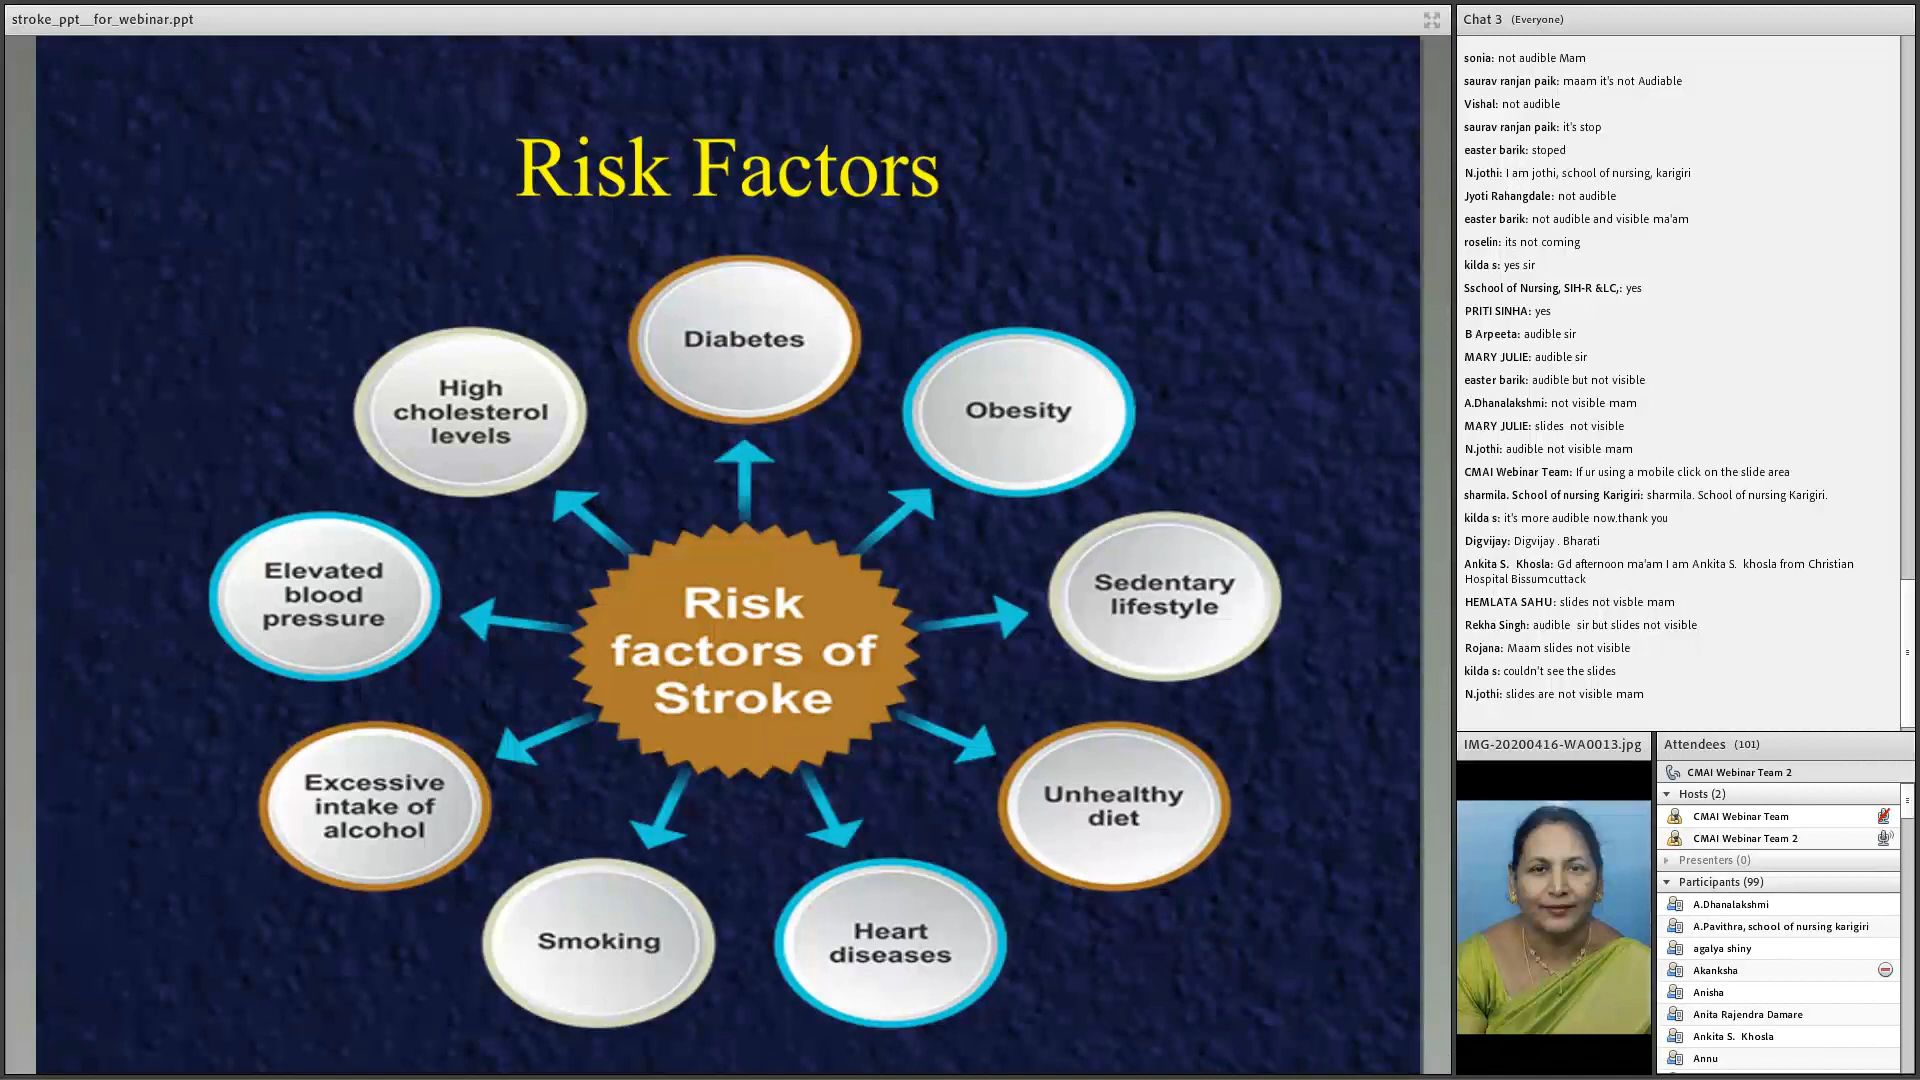 stroke_ppt__for_webinar.ppt
Risk Factors
Diabetes
Obesity
Sedentary
lifestyle
Unhealthy
diet
Heart
diseases
Smoking
Excessive
intake of
alcohol
Elevated
blood
pressure
High
cholesterol
levels
Risk
factors of
Stroke
Chat 3 (Everyone)
sonia: not audible Mam
saurav ranjan paik: maam it's not Audiable
Vishal: not audible
saurav ranjan paik: it's stop
easter barik: stoped
N.jothi: I am jothi, school of nursing, karigiri
Jyoti Rahangdale: not audible
easter barik: not audible and visible ma'am
roselin: its not coming
kilda s: yes sir
Sschool of Nursing, SIH-R &LC,: yes
PRITI SINHA: yes
B Arpeeta: audible sir
MARY JULIE: audible sir
easter barik: audible but not visible
A.Dhanalakshmi: not visible mam
MARY JULIE: slides  not visible
N.jothi: audible not visible mam
CMAI Webinar Team: If ur using a mobile click on the slide area
sharmila. School of nursing Karigiri: sharmila. School of nursing Karigiri.
kilda s: it's more audible now.thank you
Digvijay: Digvijay . Bharati
Ankita S.  Khosla: Gd afternoon ma'am I am Ankita S.  khosla from Christian
Hospital Bissumcuttack
HEMLATA SAHU: slides not visble mam
Rekha Singh: audible  sir but slides not visible
Rojana: Maam slides not visible
kilda s: couldn't see the slides
N.jothi: slides are not visible mam
IMG-20200416-WA0013.jpg
Attendees (101)
CMAI Webinar Team 2
Hosts (2)
CMAI Webinar Team
CMAI Webinar Team 2
Presenters (0)
Participants (99)
A.Dhanalakshmi
A.Pavithra, school of nursing karigiri
agalya shiny
Akanksha
Anisha
Anita Rajendra Damare
Ankita S.  Khosla
Annu